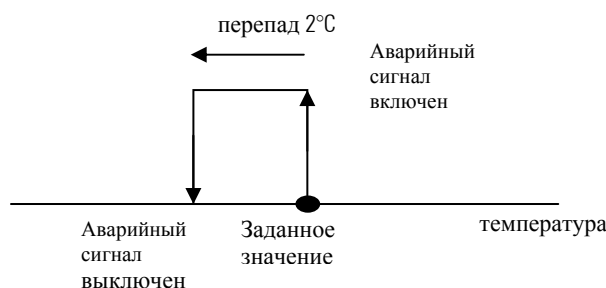 перепад 2°C
Аварийный
сигнал
включен
температура
Аварийный
сигнал
выключен
Заданное
значение